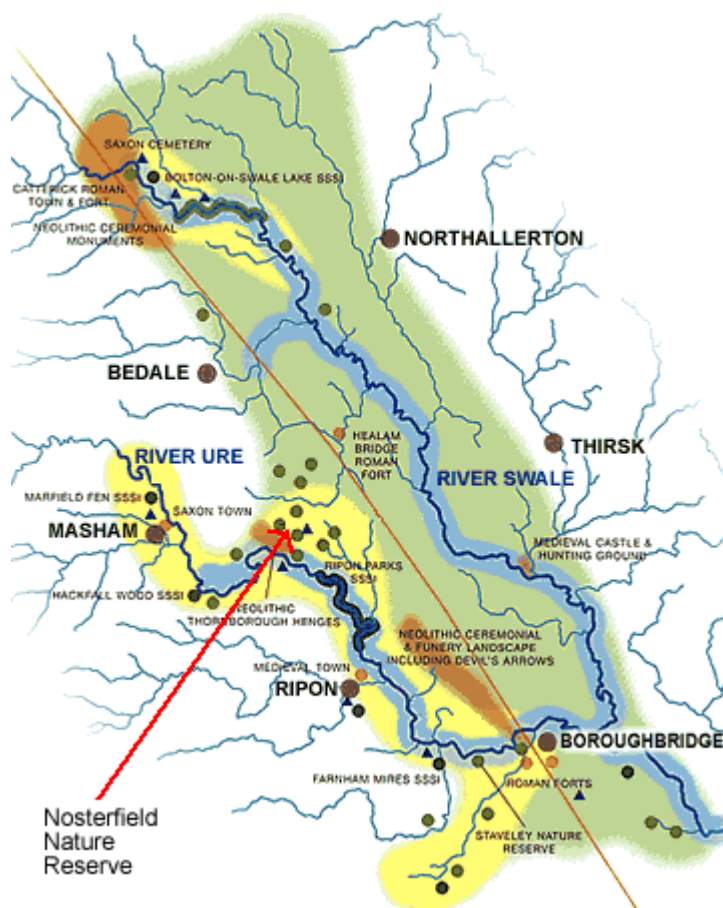 SAXON CEMETERY
BOLTON-ON-SWALE LAKE SSSI
CATTERICK ROMAN
TOWN & FORT
NEOLITHIC CEREMONIAL
MONUMENTS
NORTHALLERTON
BEDALE
HEALAM
BRIDGE
ROMAN
FORT
THIRSK
RIVER URE
RIVER SWALE
MARFIELD FEN SSSI
SAXON TOWN
MASHAM
MEDIEVAL CASTLE &
HUNTING GROUND
RIPON PARKS
SSSI
HACKFALL WOOD SSSI
NEOLITHIC
THORNBOROUGH HINGES
NEOLITHIC CEREMONIAL
& FUNERY LANDSCAPE
INCLUDING DEVIL'S ARROWS
MEDIEVAL TOWN
RIPON
BOROUGHBRIDGE
FARNHAM MIRES SSSI
ROMAN FORTS
STAVELEY NATURE
RESERVE
Nosterfield
Nature
Reserve